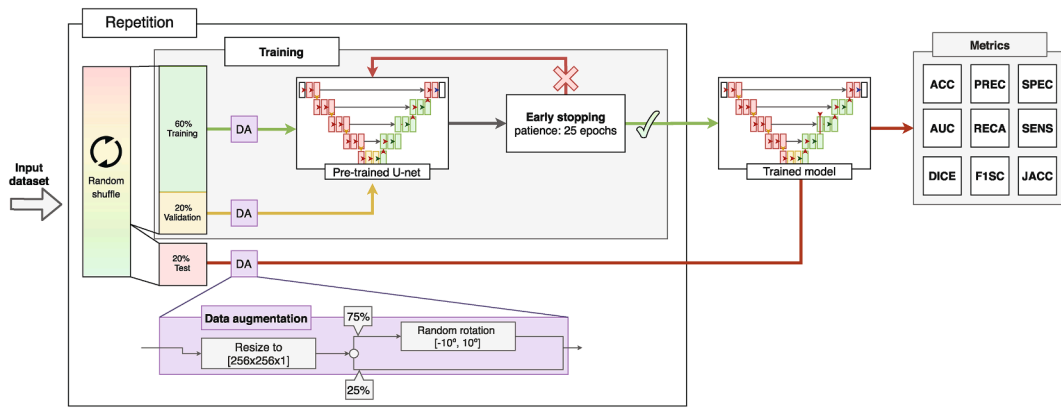 Repetition
Training
Metrics
Input
dataset
Random
shuffle
60%
Training
DA
Pre-trained U-net
Early stopping
patience: 25 epochs
Trained model
ACC
PREC
SPEC
AUC
RECA
SENS
DICE
F1SC
JACC
20%
Validation
DA
20%
Test
DA
Data augmentation
75%
Resize to
[256x256x1]
Random rotation
[-10º, 10º]
25%